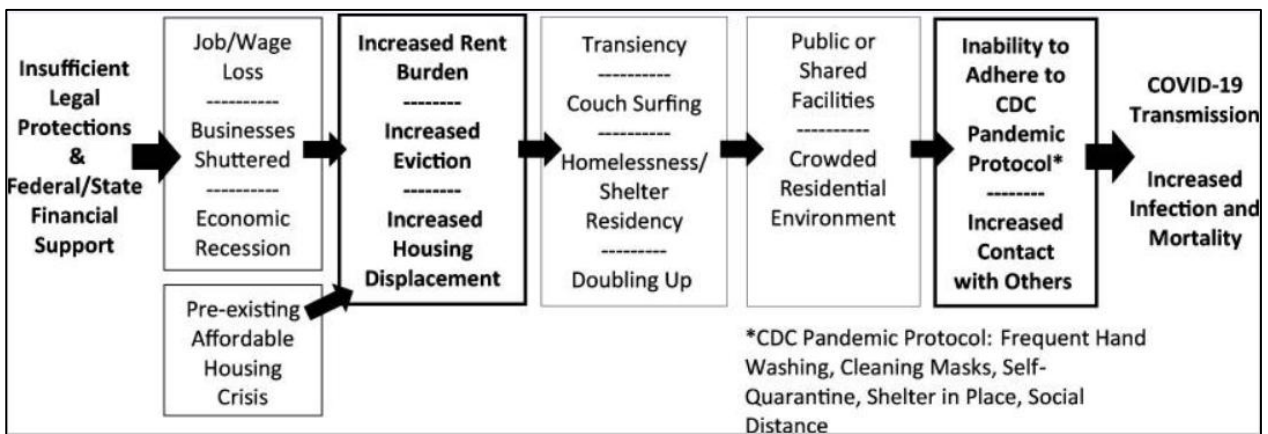 Insufficient
Legal
Protections
&
Federal/State
Financial
Support
Job/Wage
Loss
----------
Businesses
Shuttered
----------
Economic
Recession
Pre-existing
Affordable
Housing
Crisis
Increased Rent
Burden
--------
Increased
Eviction
--------
Increased
Housing
Displacement
Transiency
----------
Couch Surfing
----------
Homelessness/
Shelter
Residency
---------
Doubling Up
Public or
Shared
Facilities
----------
Crowded
Residential
Environment
Inability to
Adhere to
CDC
Pandemic
Protocol*
--------
Increased
Contact
with Others
COVID-19
Transmission
Increased
Infection and
Mortality
*CDC Pandemic Protocol: Frequent Hand
Washing, Cleaning Masks, Self-
Quarantine, Shelter in Place, Social
Distance